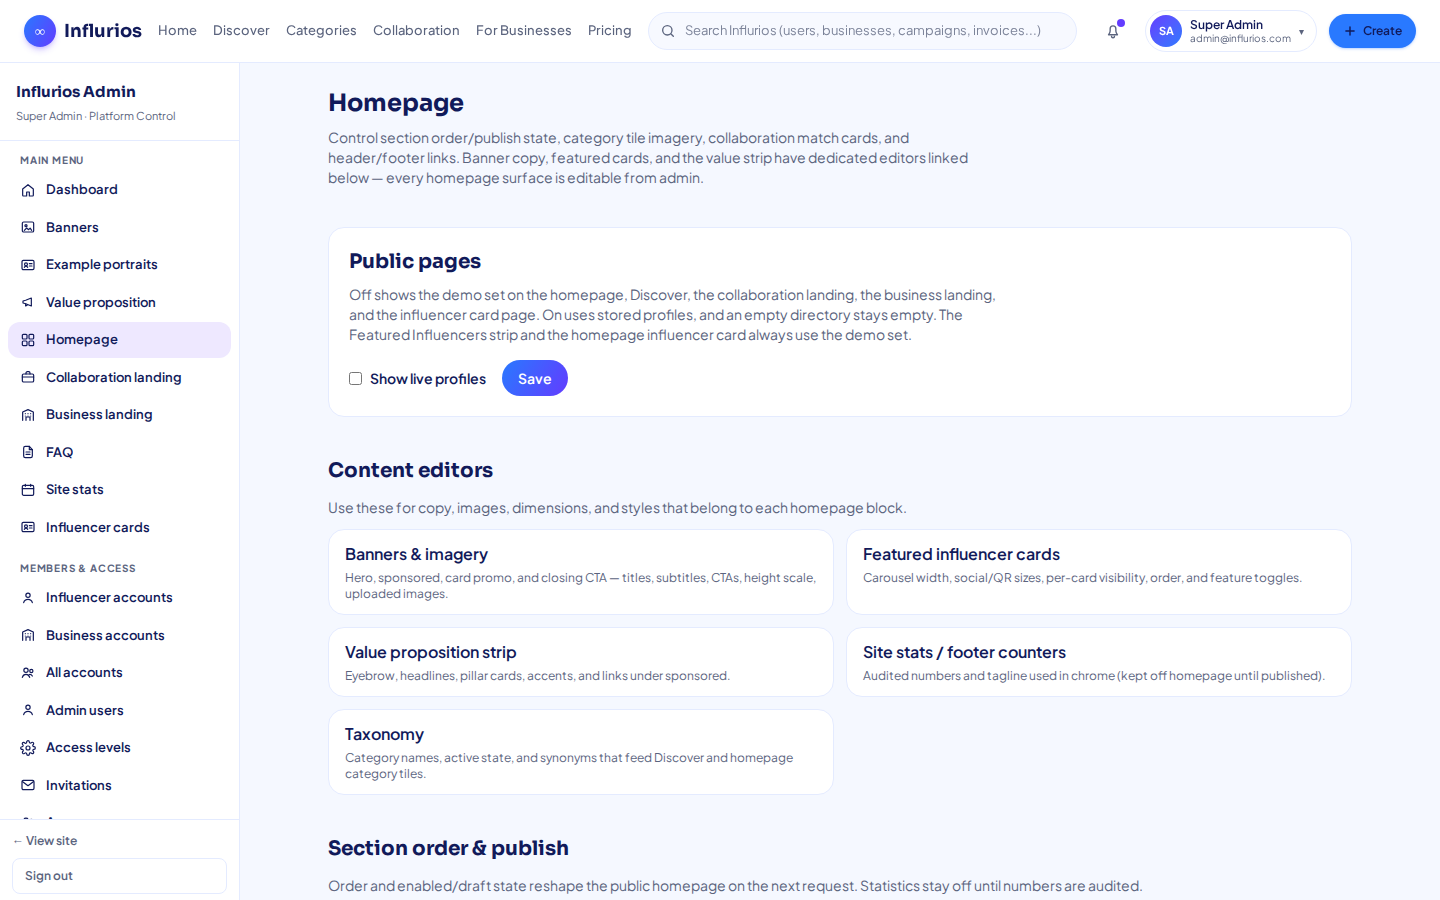 ∞ Influrios Home Discover Categories Collaboration For Businesses Pricing Search Influrios (users, businesses, campaigns, invoices...) SA Super Admin ▾ + Create
admin@influrios.com
Influrios Admin
Super Admin · Platform Control
MAIN MENU
Dashboard
Banners
Example portraits
Value proposition
Homepage
Collaboration landing
Business landing
FAQ
Site stats
Influencer cards
MEMBERS & ACCESS
Influencer accounts
Business accounts
All accounts
Admin users
Access levels
Invitations
← View site
Sign out
Homepage
Control section order/publish state, category tile imagery, collaboration match cards, and
header/footer links. Banner copy, featured cards, and the value strip have dedicated editors linked
below — every homepage surface is editable from admin.
Public pages
Off shows the demo set on the homepage, Discover, the collaboration landing, the business landing,
and the influencer card page. On uses stored profiles, and an empty directory stays empty. The
Featured Influencers strip and the homepage influencer card always use the demo set.
Show live profiles Save
Content editors
Use these for copy, images, dimensions, and styles that belong to each homepage block.
Banners & imagery
Hero, sponsored, card promo, and closing CTA — titles, subtitles, CTAs, height scale,
uploaded images.
Featured influencer cards
Carousel width, social/QR sizes, per-card visibility, order, and feature toggles.
Value proposition strip
Eyebrow, headlines, pillar cards, accents, and links under sponsored.
Site stats / footer counters
Audited numbers and tagline used in chrome (kept off homepage until published).
Taxonomy
Category names, active state, and synonyms that feed Discover and homepage
category tiles.
Section order & publish
Order and enabled/draft state reshape the public homepage on the next request. Statistics stay off until numbers are audited.